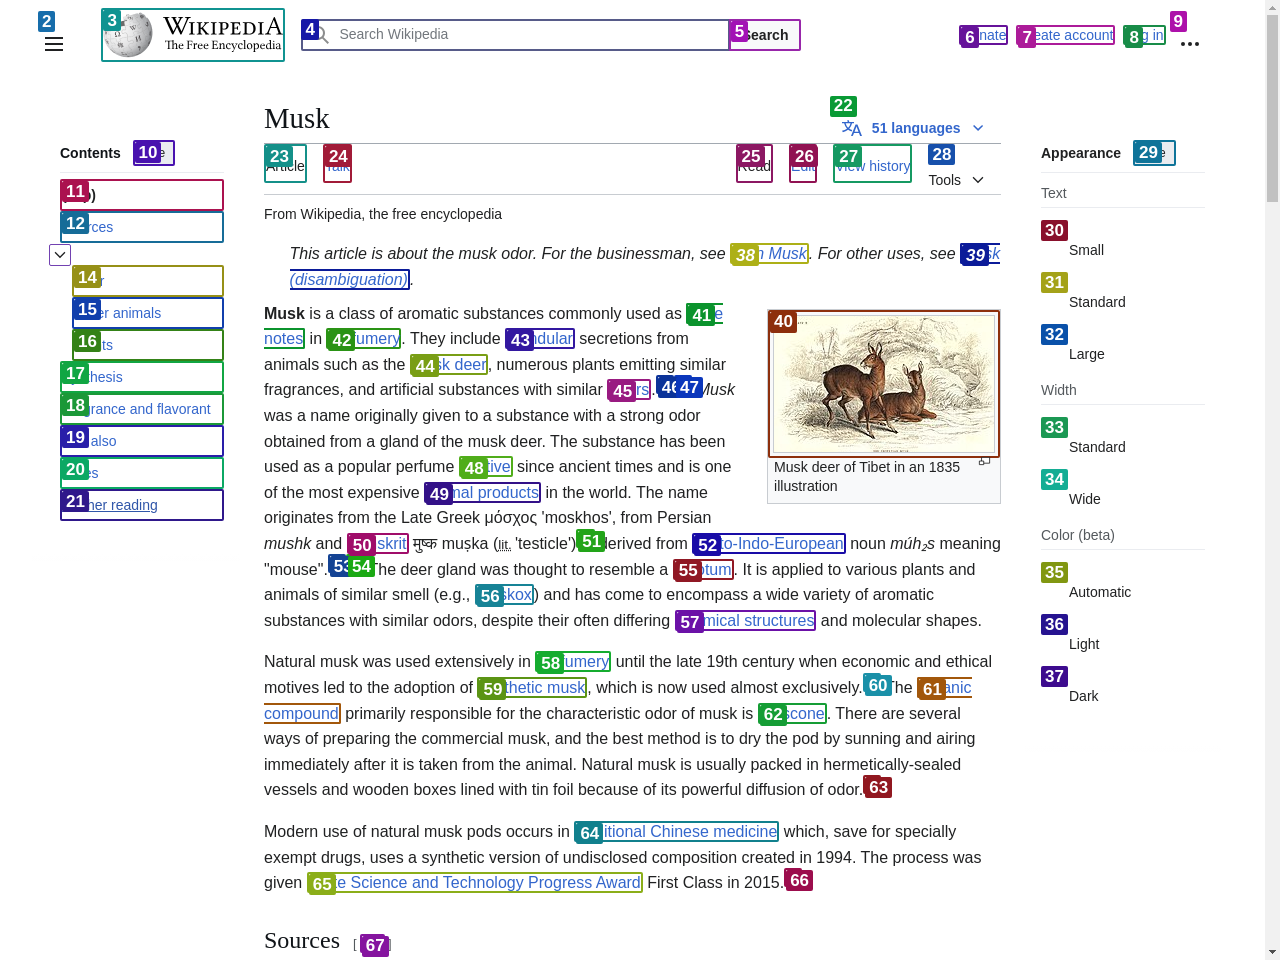 2
3
WIKIPEDIA
The Free Encyclopedia
4
Search Wikipedia
5
Search
6
7
eate account
8
9
Musk
22
51 languages
23
Article
24
Talk
25
Read
26
Edit
27
View history
28
Tools
Contents
10
11
12
14
15
er animals
16
17
18
grance and flavorant
19
also
20
21
her reading
From Wikipedia, the free encyclopedia
This article is about the musk odor. For the businessman, see 38 n Musk. For other uses, see 39 sk
(disambiguation).
Musk is a class of aromatic substances commonly used as 41 e
notes in 42 umery. They include 43 ndular secretions from
animals such as the 44 sk deer, numerous plants emitting similar
fragrances, and artificial substances with similar 45 rs. 46 47 Musk
was a name originally given to a substance with a strong odor
obtained from a gland of the musk deer. The substance has been
used as a popular perfume 48 tive since ancient times and is one
of the most expensive 49 nal products in the world. The name
originates from the Late Greek μόσχος 'moskhos', from Persian
mushk and 50 skrit मुष्क muṣka (lit. 'testicle') 51 derived from 52 to-Indo-European noun múh₂s meaning
"mouse". 53 54 The deer gland was thought to resemble a 55 otum. It is applied to various plants and
animals of similar smell (e.g., 56 skox) and has come to encompass a wide variety of aromatic
substances with similar odors, despite their often differing 57 mical structures and molecular shapes.
40
Musk deer of Tibet in an 1835
illustration
Natural musk was used extensively in 58 umery until the late 19th century when economic and ethical
motives led to the adoption of 59 thetic musk, which is now used almost exclusively. 60 The 61 anic
compound primarily responsible for the characteristic odor of musk is 62 scone. There are several
ways of preparing the commercial musk, and the best method is to dry the pod by sunning and airing
immediately after it is taken from the animal. Natural musk is usually packed in hermetically-sealed
vessels and wooden boxes lined with tin foil because of its powerful diffusion of odor. 63
Modern use of natural musk pods occurs in 64 itional Chinese medicine which, save for specially
exempt drugs, uses a synthetic version of undisclosed composition created in 1994. The process was
given 65 te Science and Technology Progress Award First Class in 2015. 66
Sources [ 67 ]
Appearance
29
Text
30
Small
31
Standard
32
Large
Width
33
Standard
34
Wide
Color (beta)
35
Automatic
36
Light
37
Dark